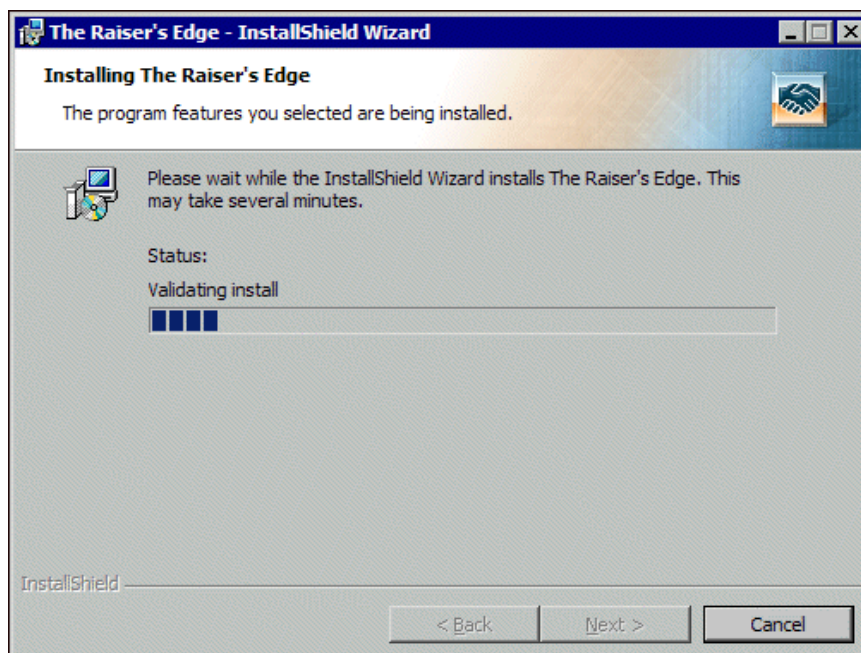 The Raiser's Edge - InstallShield Wizard
Installing The Raiser's Edge
The program features you selected are being installed.
Please wait while the InstallShield Wizard installs The Raiser's Edge. This
may take several minutes.
Status:
Validating install
InstallShield
< Back
Next >
Cancel